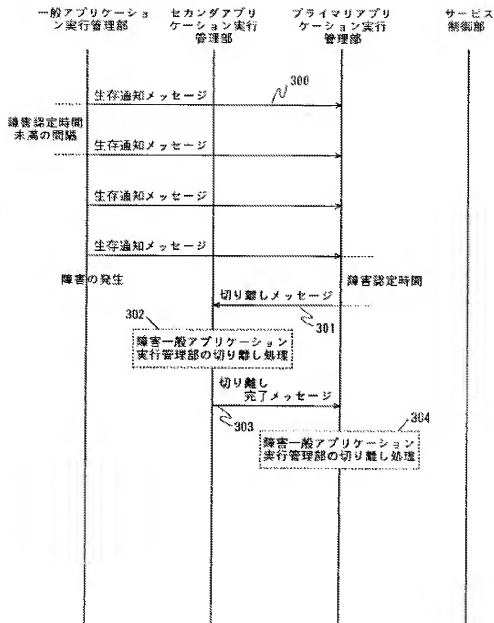 一般アプリケーショ
ン実行管理部
セカンダアプリ
ケーション実行
管理部
プライマリアプリ
ケーション実行
管理部
サービス
制御部
生存通知メッセージ
300
障害認定時間
未満の間隔
生存通知メッセージ
生存通知メッセージ
生存通知メッセージ
障害の発生
障害認定時間
切り離しメッセージ
301
302
障害一般アプリケーション
実行管理部の切り離し処理
切り離し
完了メッセージ
303
304
障害一般アプリケーション
実行管理部の切り離し処理